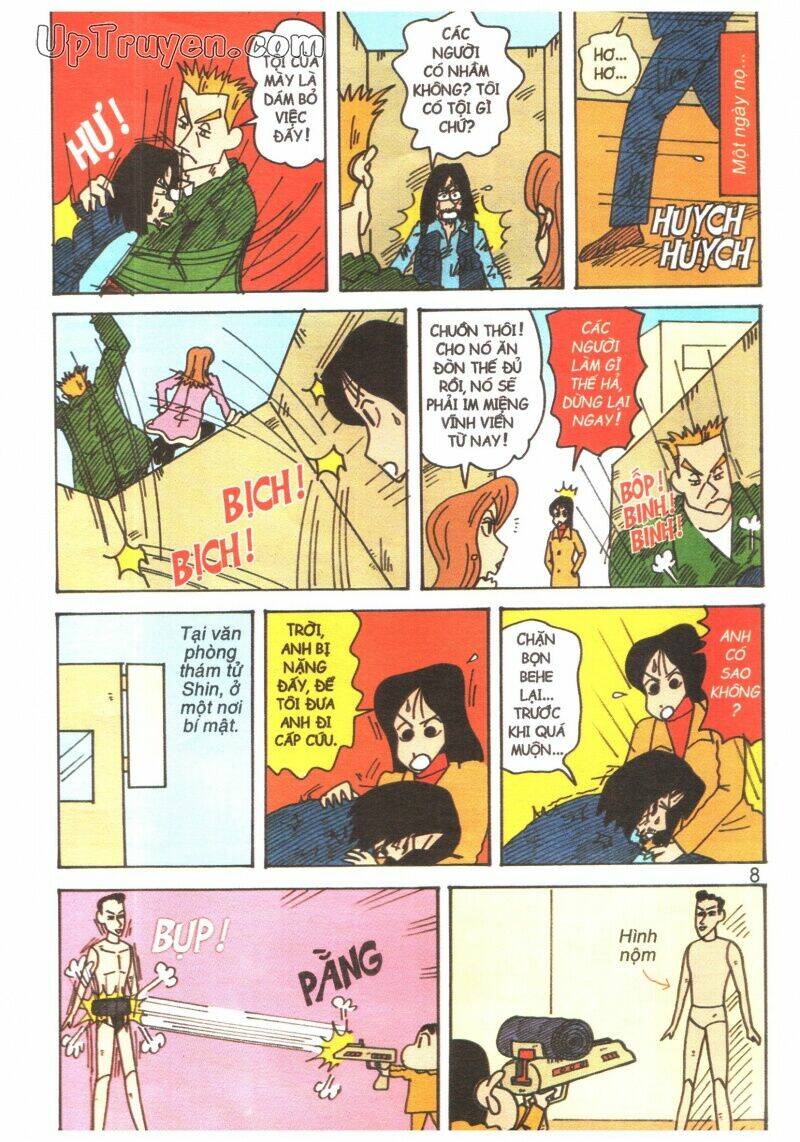 UpTruyen.com
Một ngày nọ...
HƠ...
HƠ...
HUỴCH
HUỴCH
CÁC
NGƯỜI
CÓ NHẦM
KHÔNG? TÔI
CÓ TỘI GÌ
CHỨ?
TỘI CỦA
MÀY LÀ
DÁM BỎ
VIỆC
ĐẤY!
HỰ!
CÁC
NGƯỜI
LÀM GÌ
THẾ HẢ,
DỪNG LẠI
NGAY!
BỐP!
BINH!
BINH!
CHUỒN THÔI!
CHO NÓ ĂN
ĐÒN THẾ ĐỦ
RỒI, NÓ SẼ
PHẢI IM MIỆNG
VĨNH VIỄN
TỪ NAY!
BỊCH!
BỊCH!
ANH
CÓ
SAO
KHÔNG?
CHẶN
BỌN
BEHE
LẠI...
TRƯỚC
KHI QUÁ
MUỘN...
TRỜI,
ANH BỊ
NẶNG
ĐẤY, ĐỂ
TÔI ĐƯA
ANH ĐI
CẤP CỨU.
Tại văn
phòng
thám tử
Shin, ở
một nơi
bí mật.
8
Hình
nộm
PẰNG
BỤP!